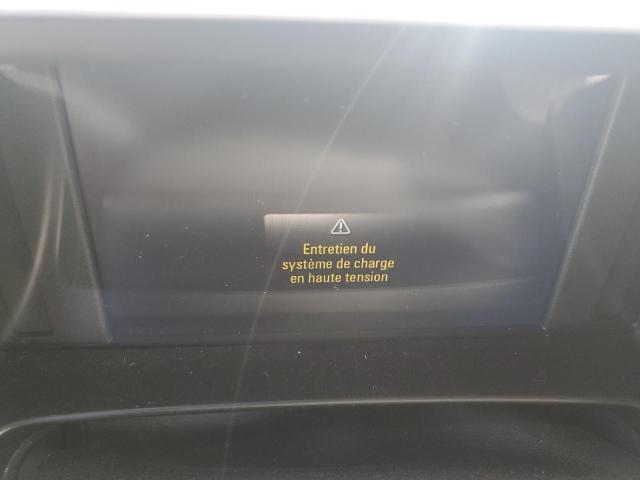 Entretien du
système de charge
en haute tension